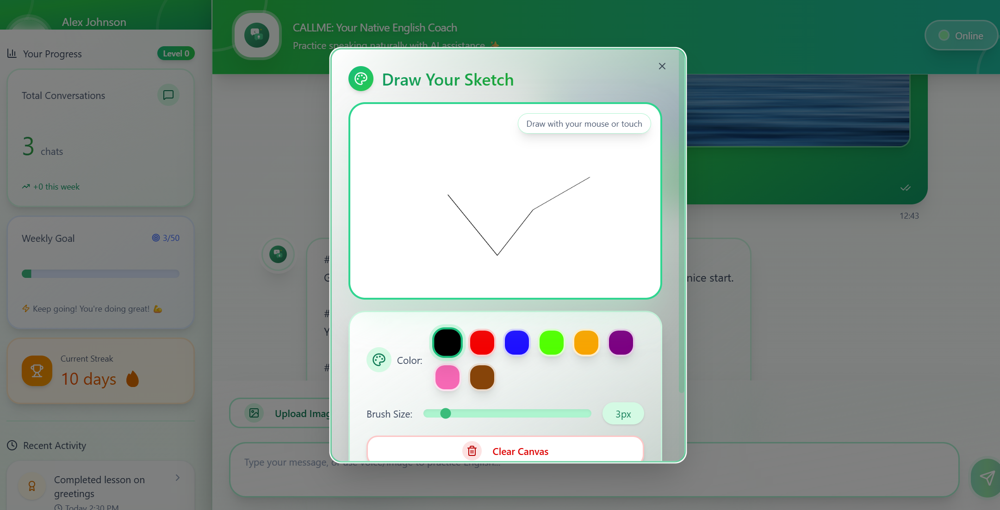 Alex Johnson
Your Progress
Level 0
Total Conversations
3 chats
+0 this week
Weekly Goal
3/50
Keep going! You're doing great! 💪
Current Streak
10 days
Recent Activity
Completed lesson on
greetings
Today 2:30 PM
CALLME: Your Native English Coach
Practice speaking naturally with AI assistance ✨
Online
12:43
#
G
nice start.
#
Y
#
Upload Imag
Type your message, or use voice/image to practice English...
Draw Your Sketch
Draw with your mouse or touch
Color:
Brush Size:
3px
Clear Canvas